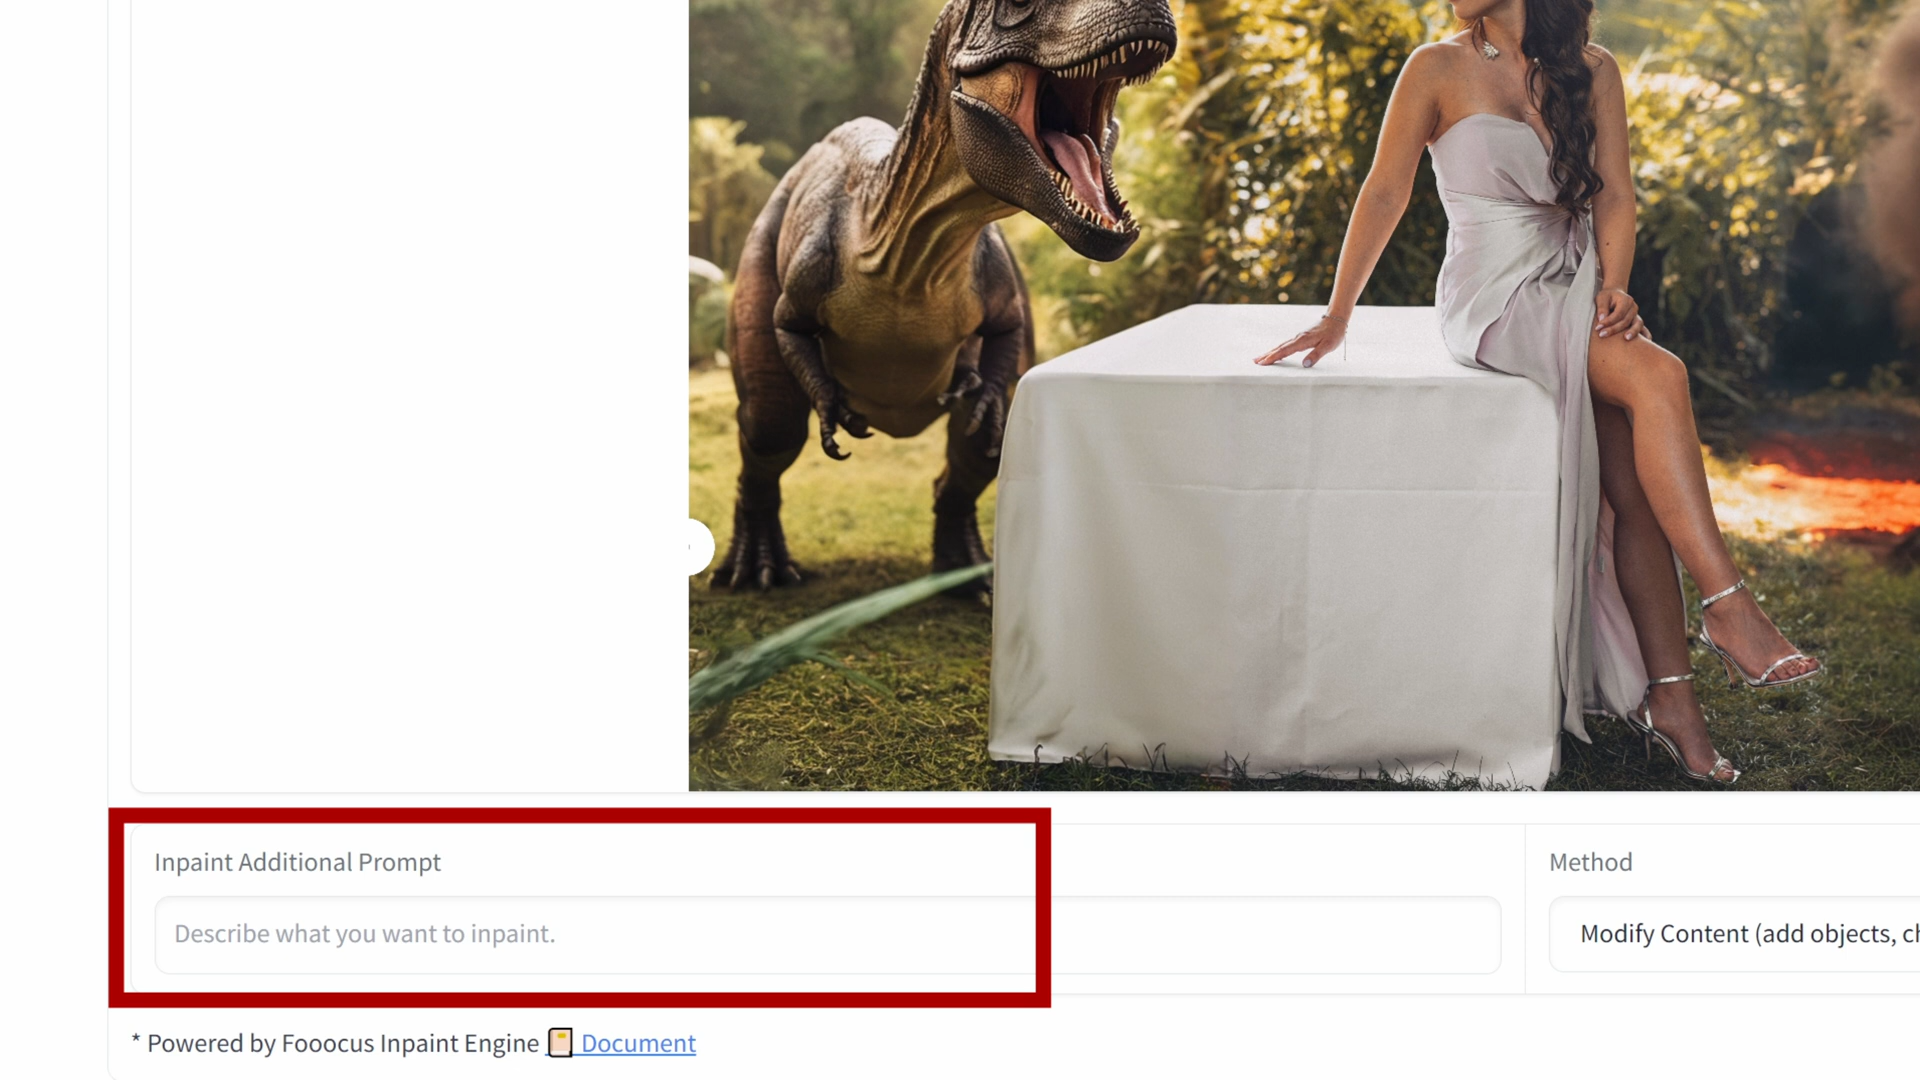 Inpaint Additional Prompt
Method
Describe what you want to inpaint.
Modify Content (add objects, ch
* Powered by Fooocus Inpaint Engine 📔 Document